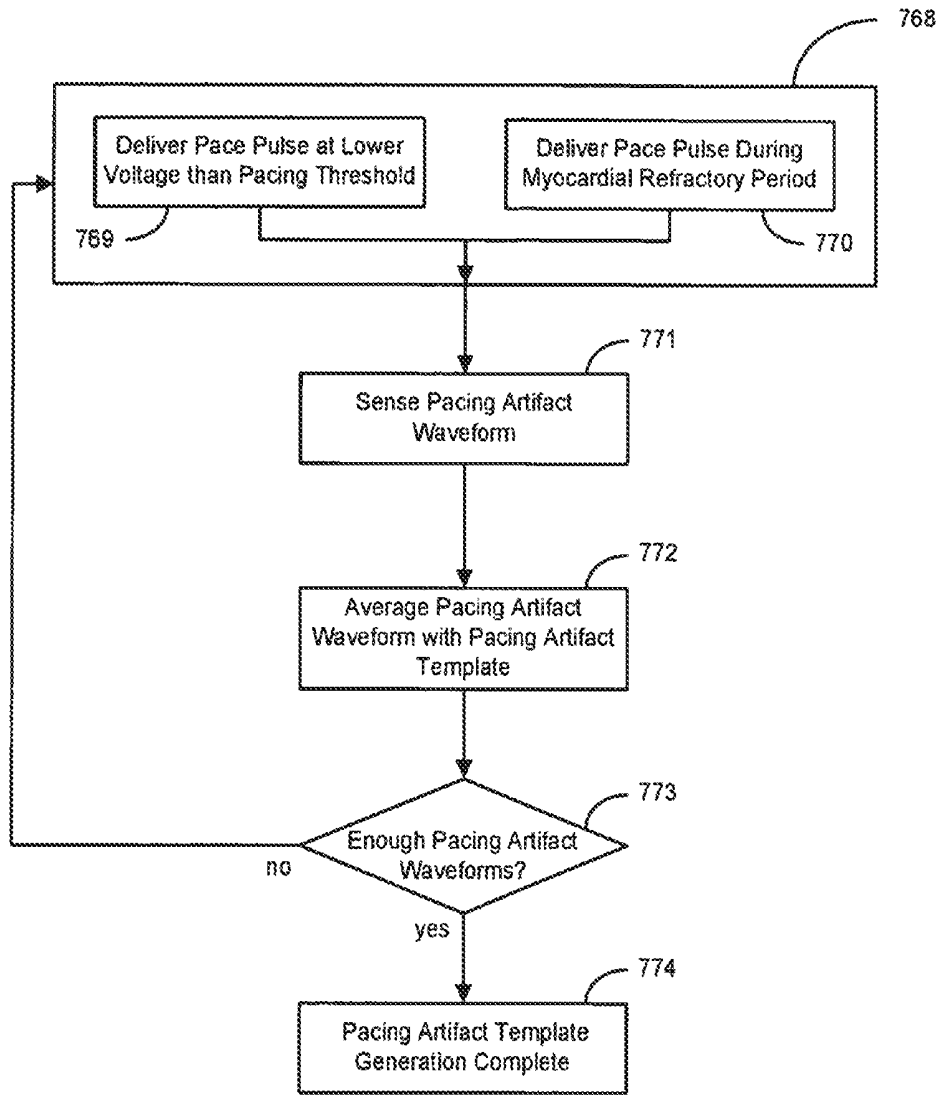 768
Deliver Pace Pulse at Lower
Voltage than Pacing Threshold
769
Deliver Pace Pulse During
Myocardial Refractory Period
770
771
Sense Pacing Artifact
Waveform
772
Average Pacing Artifact
Waveform with Pacing Artifact
Template
773
Enough Pacing Artifact
Waveforms?
no
yes
774
Pacing Artifact Template
Generation Complete